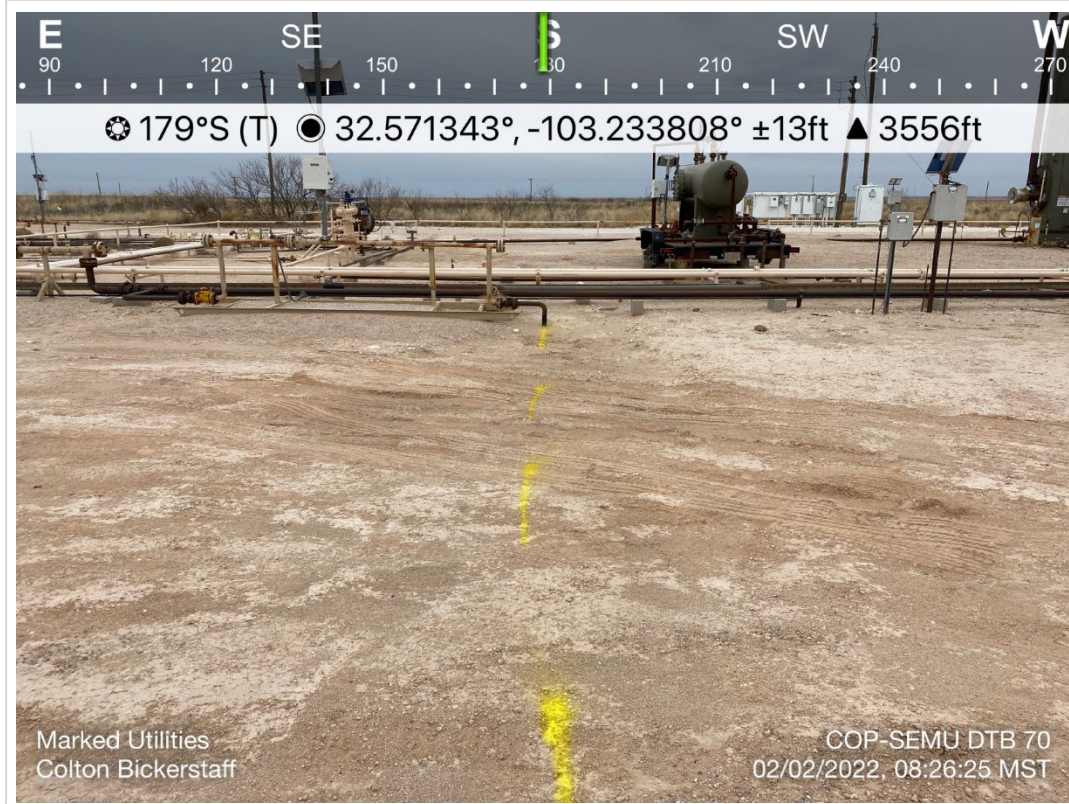 E SE S SW W
90 120 150 180 210 240 270
179°S (T) 32.571343°, -103.233808° ±13ft ▲ 3556ft
Marked Utilities
Colton Bickerstaff
COP-SEMU DTB 70
02/02/2022, 08:26:25 MST